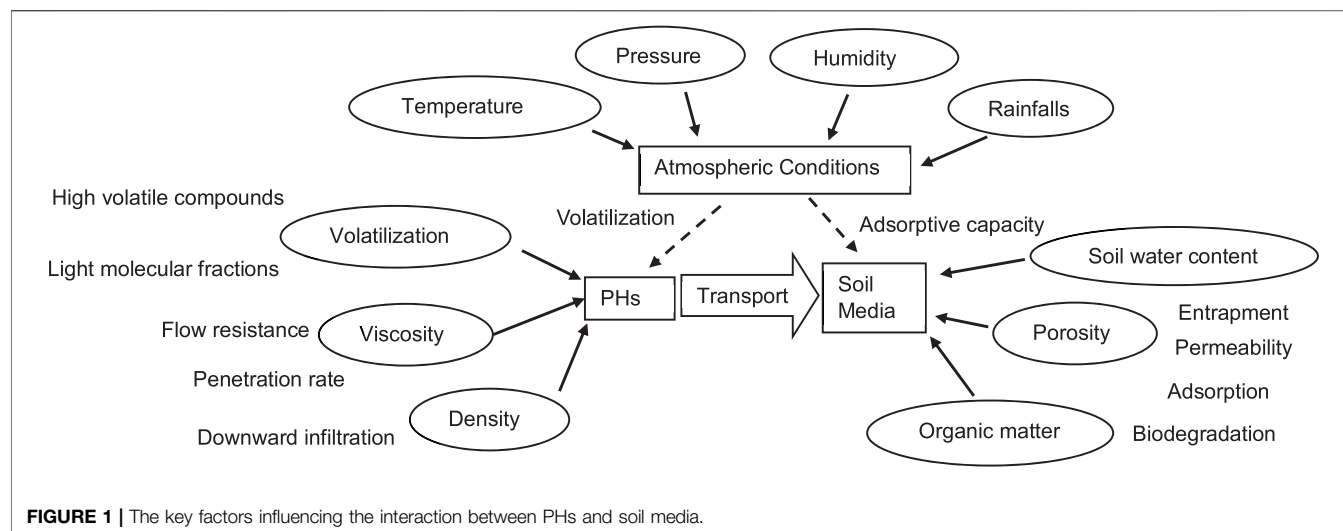 Pressure
Humidity
Temperature
Rainfalls
Atmospheric Conditions
High volatile compounds
Volatilization
Adsorptive capacity
Volatilization
Soil water content
Light molecular fractions
PHs
Transport
Soil
Media
Flow resistance
Viscosity
Porosity
Entrapment
Permeability
Penetration rate
Adsorption
Density
Downward infiltration
Organic matter
Biodegradation
FIGURE 1 | The key factors influencing the interaction between PHs and soil media.